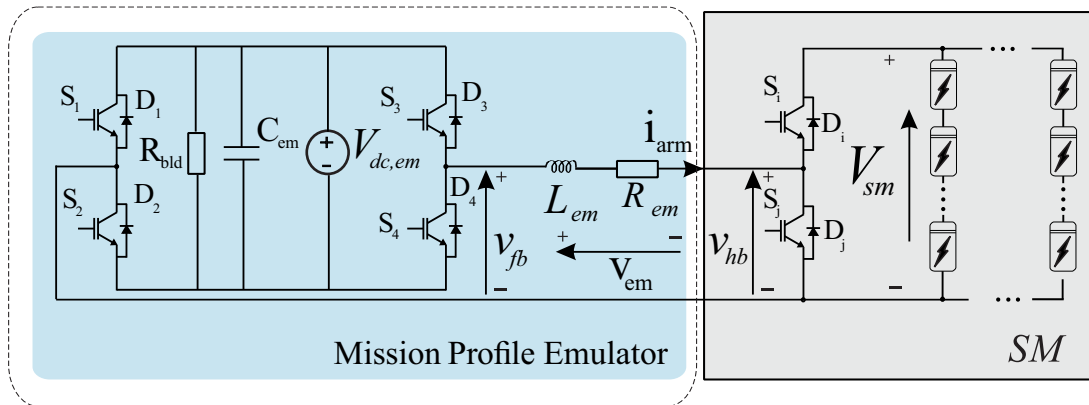 S1
D1
S2
D2
Rbld
Cem
+
-
Vdc,em
S3
D3
D4
S4
+
vfb
−
Lem
Rem
iarm
+
Vem
−
+
vhb
−
Si
Di
Sj
Dj
+
Vsm
−
...
...
Mission Profile Emulator
SM